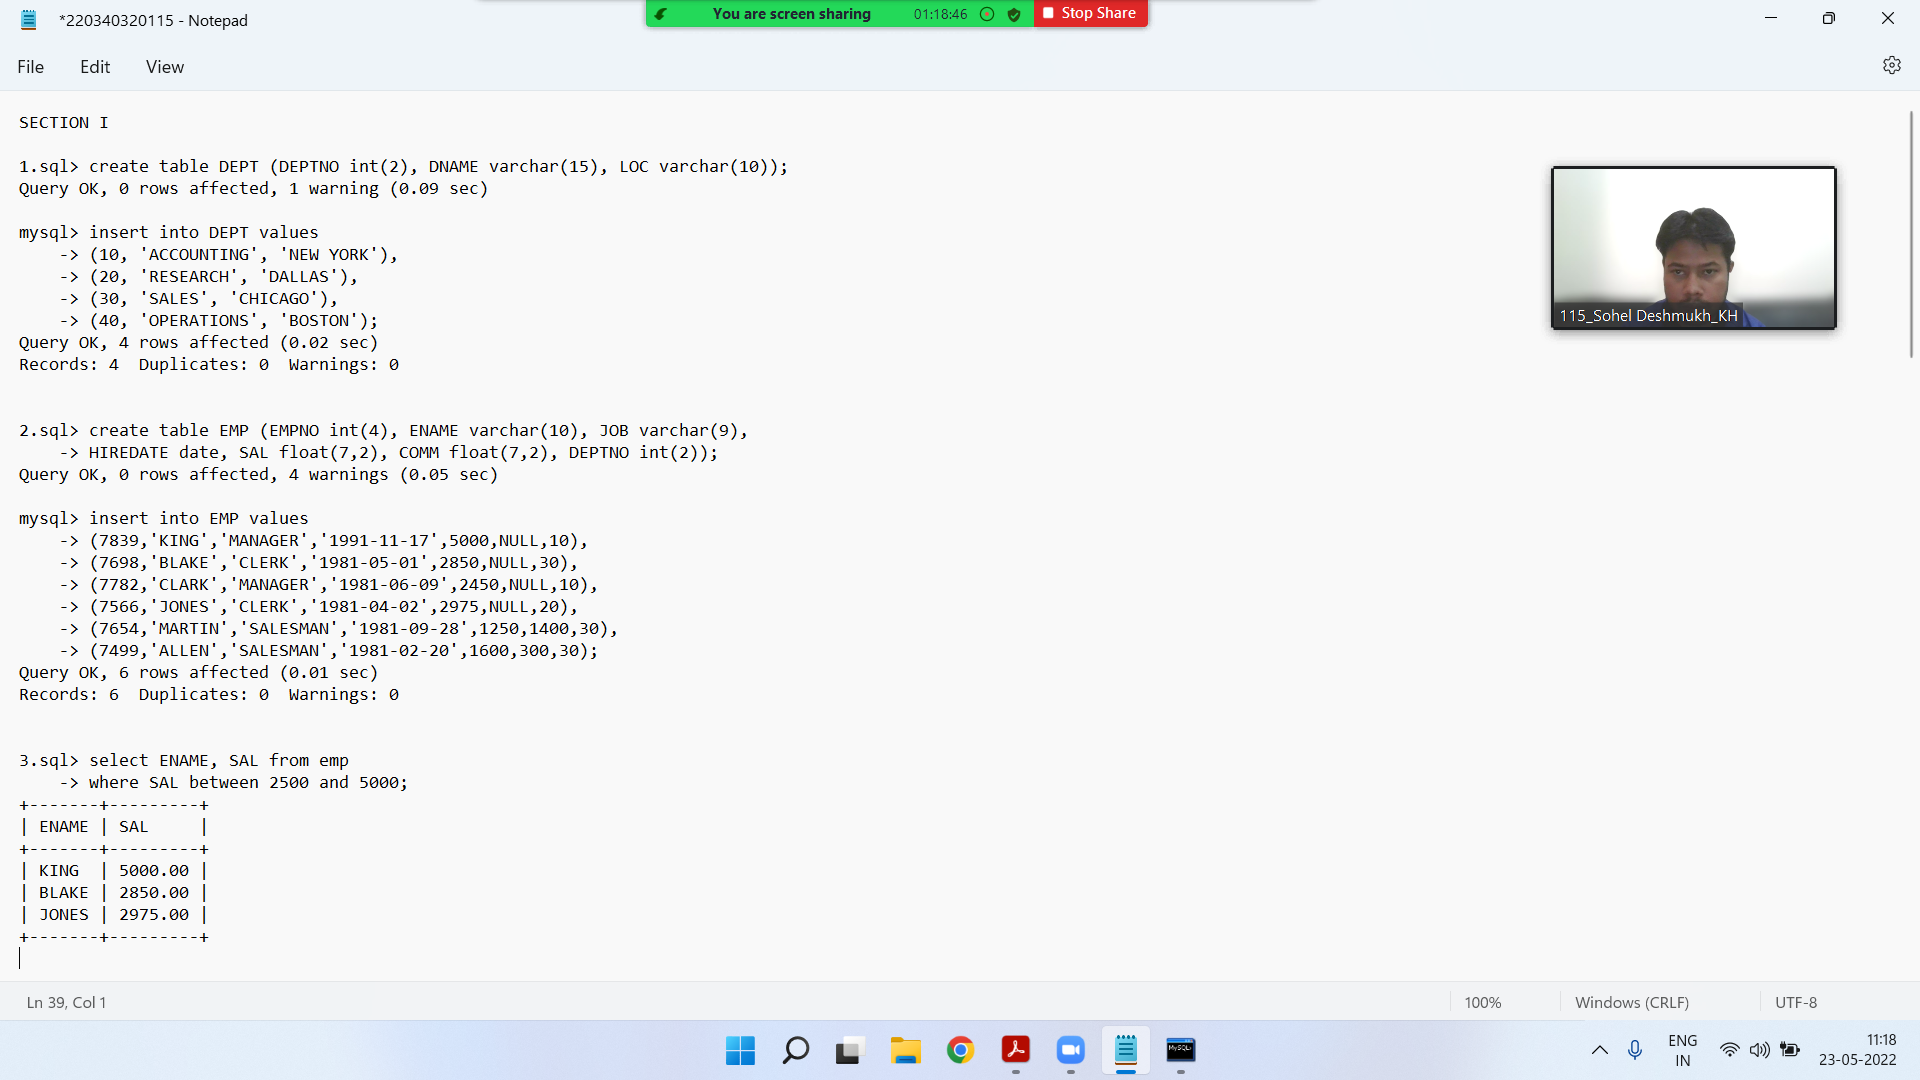 *220340320115 - Notepad
You are screen sharing 01:18:46 Stop Share
File Edit View
SECTION I
1.sql> create table DEPT (DEPTNO int(2), DNAME varchar(15), LOC varchar(10));
Query OK, 0 rows affected, 1 warning (0.09 sec)
mysql> insert into DEPT values
-> (10, 'ACCOUNTING', 'NEW YORK'),
-> (20, 'RESEARCH', 'DALLAS'),
-> (30, 'SALES', 'CHICAGO'),
-> (40, 'OPERATIONS', 'BOSTON');
Query OK, 4 rows affected (0.02 sec)
Records: 4  Duplicates: 0  Warnings: 0
2.sql> create table EMP (EMPNO int(4), ENAME varchar(10), JOB varchar(9),
-> HIREDATE date, SAL float(7,2), COMM float(7,2), DEPTNO int(2));
Query OK, 0 rows affected, 4 warnings (0.05 sec)
mysql> insert into EMP values
-> (7839,'KING','MANAGER','1991-11-17',5000,NULL,10),
-> (7698,'BLAKE','CLERK','1981-05-01',2850,NULL,30),
-> (7782,'CLARK','MANAGER','1981-06-09',2450,NULL,10),
-> (7566,'JONES','CLERK','1981-04-02',2975,NULL,20),
-> (7654,'MARTIN','SALESMAN','1981-09-28',1250,1400,30),
-> (7499,'ALLEN','SALESMAN','1981-02-20',1600,300,30);
Query OK, 6 rows affected (0.01 sec)
Records: 6  Duplicates: 0  Warnings: 0
3.sql> select ENAME, SAL from emp
-> where SAL between 2500 and 5000;
+-------+---------+
| ENAME | SAL     |
+-------+---------+
| KING  | 5000.00 |
| BLAKE | 2850.00 |
| JONES | 2975.00 |
+-------+---------+
115_Sohel Deshmukh_KH
Ln 39, Col 1 100% Windows (CRLF) UTF-8
MySQL
ENG
IN
11:18
23-05-2022